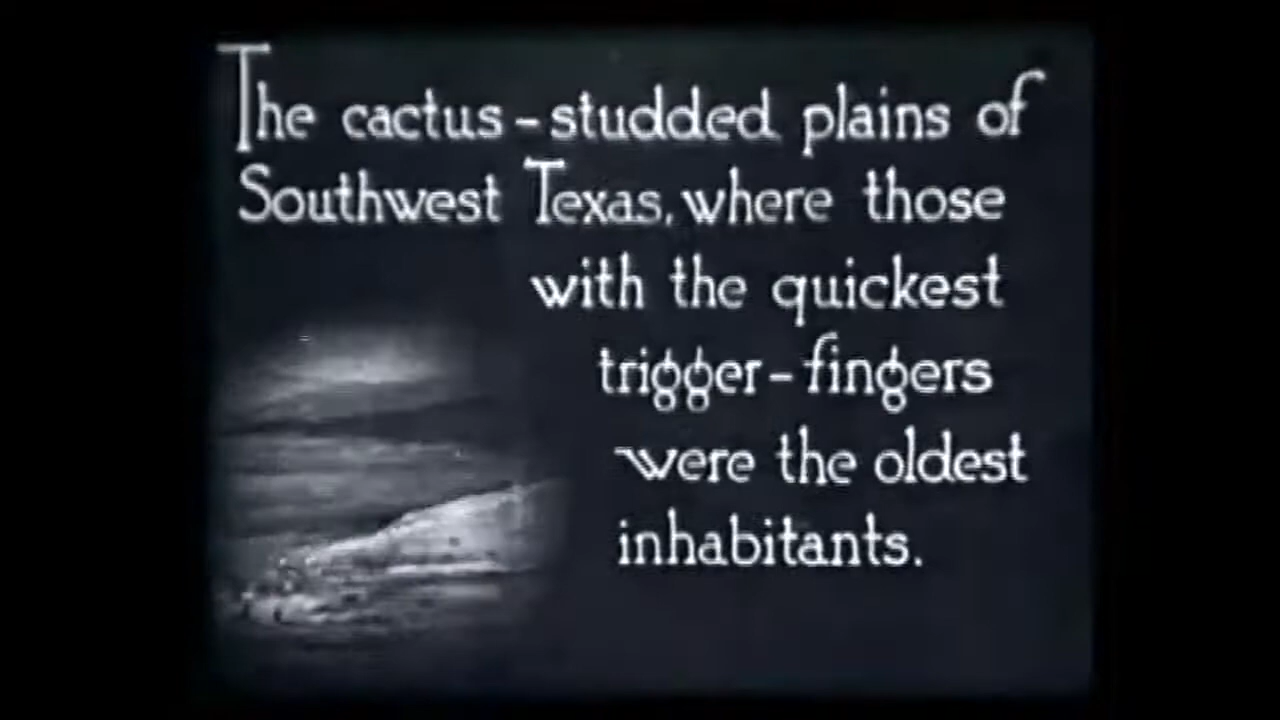 The cactus-studded plains of
Southwest Texas, where those
with the quickest
trigger-fingers
were the oldest
inhabitants.